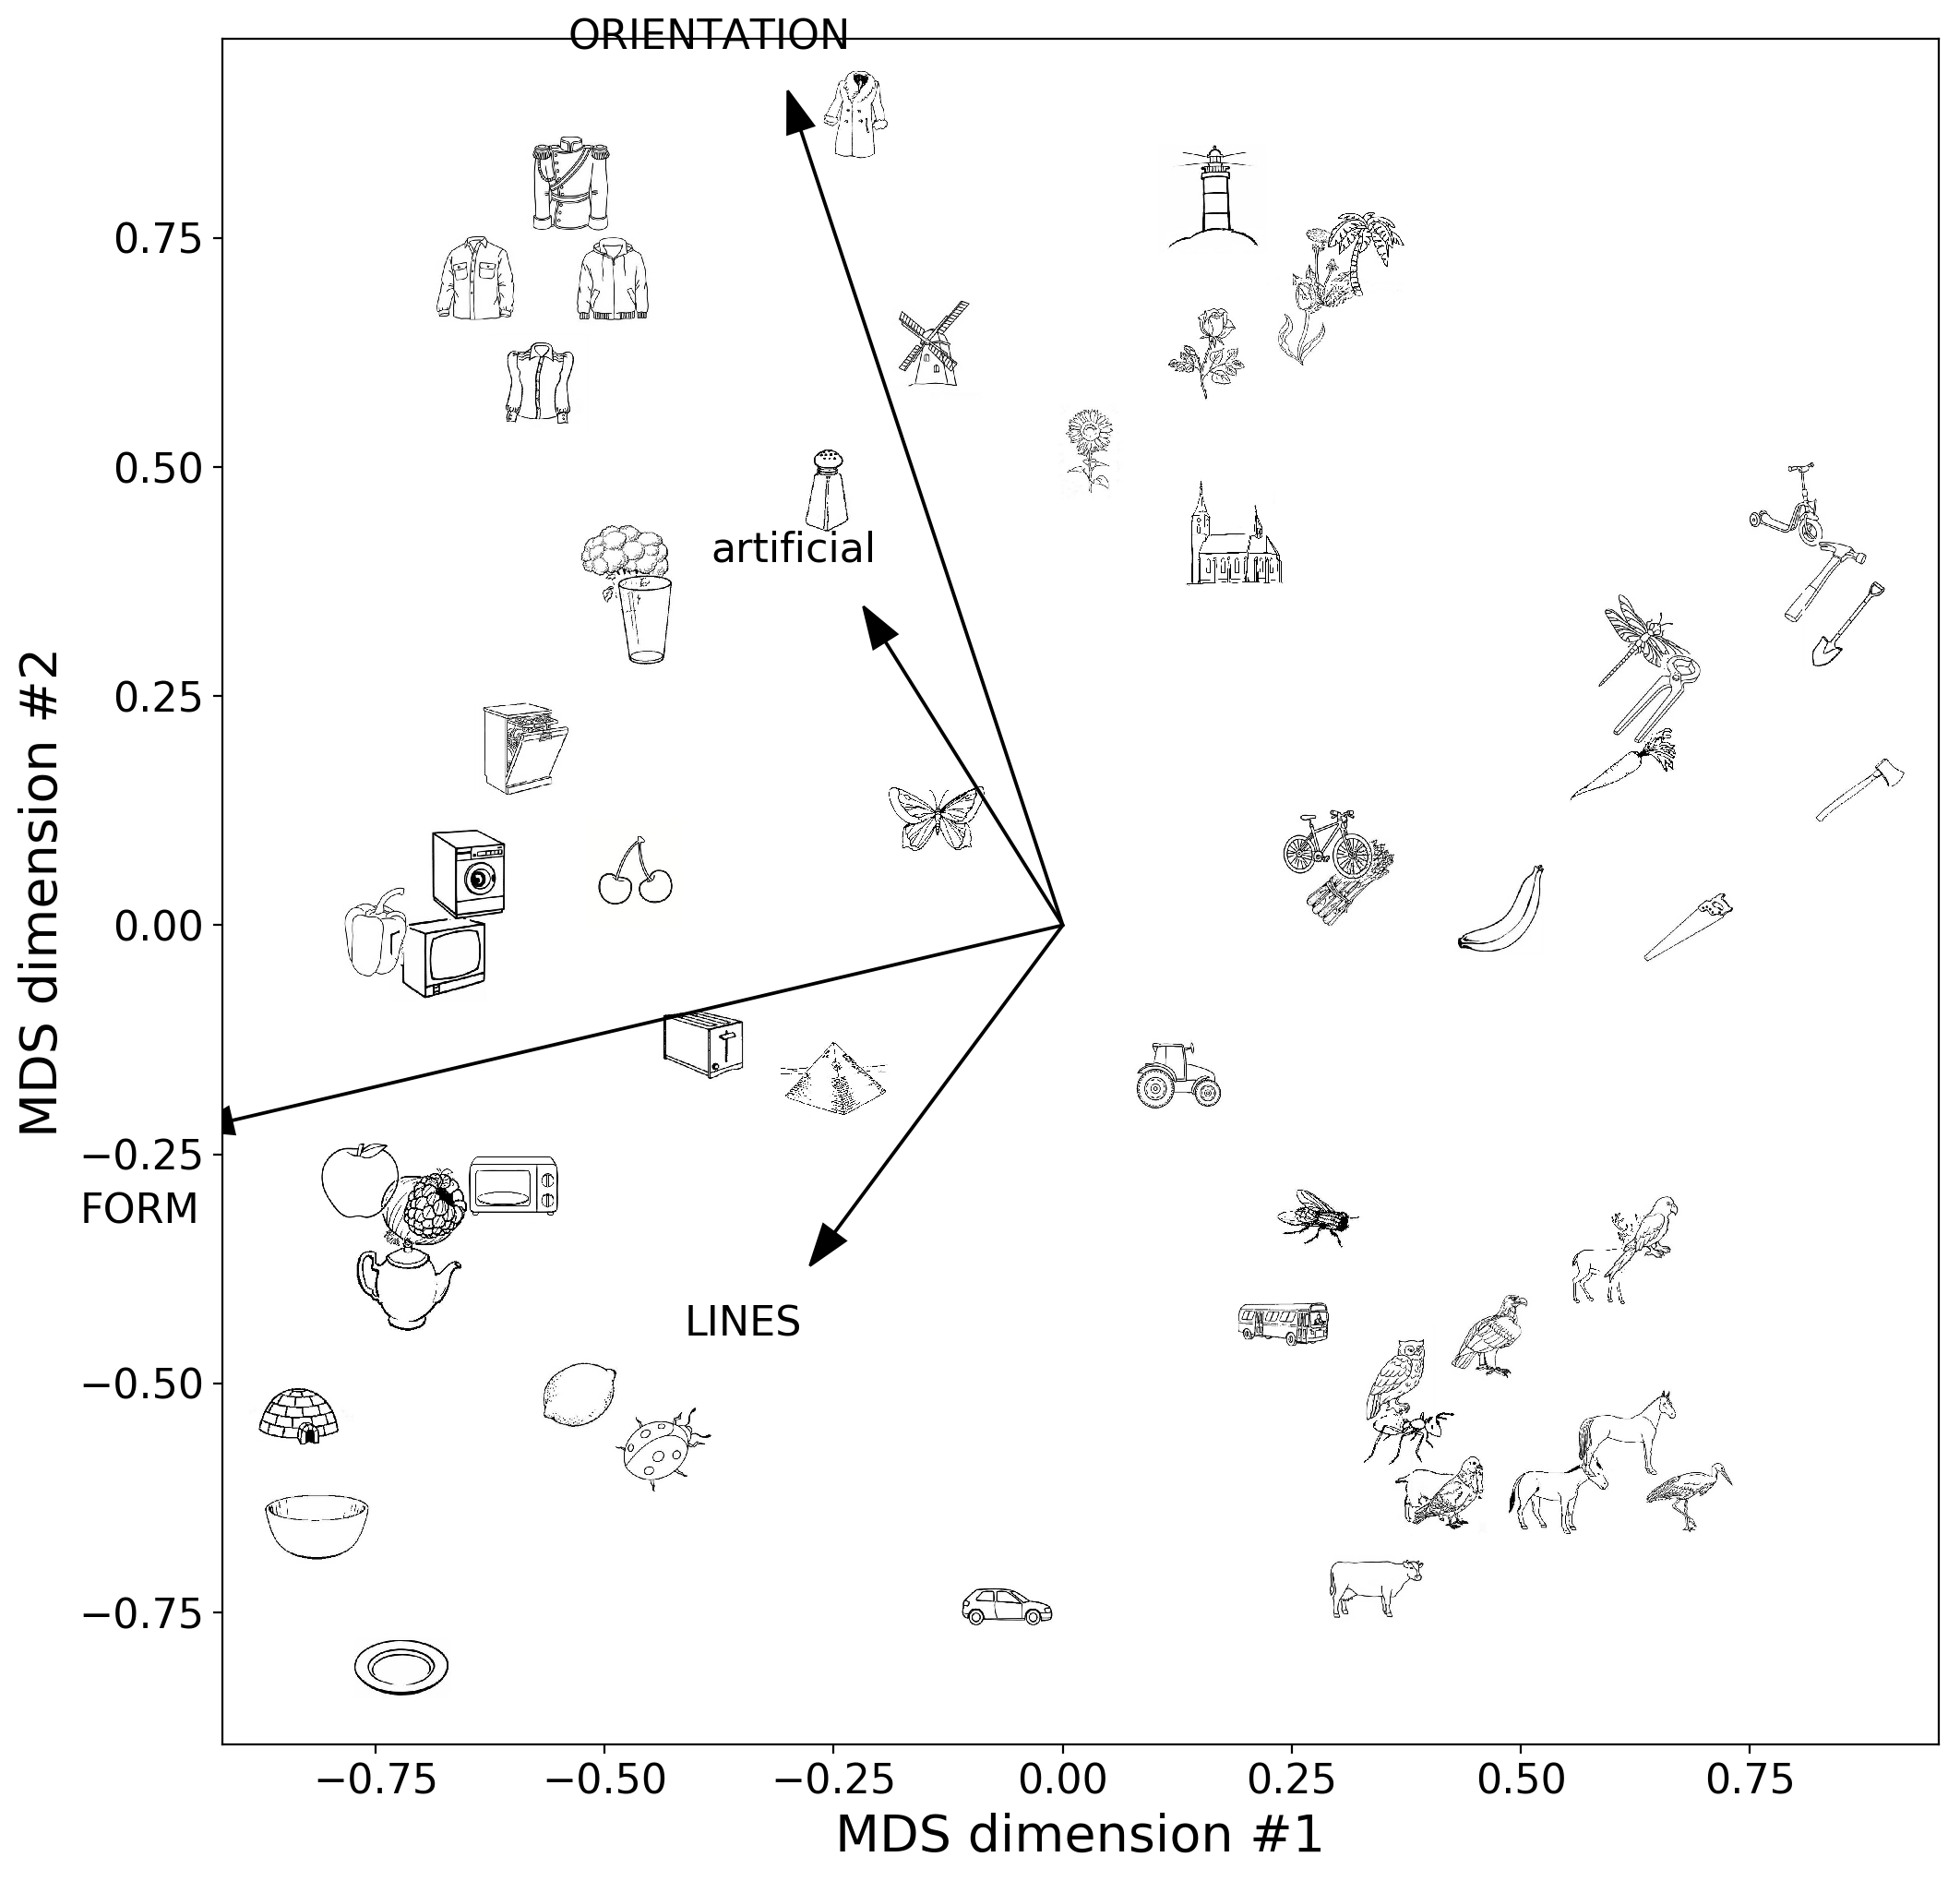 ORIENTATION
0.75
0.50
artificial
0.25
0.00
−0.25
FORM
LINES
−0.50
−0.75
MDS dimension #2
−0.75 −0.50 −0.25 0.00 0.25 0.50 0.75
MDS dimension #1